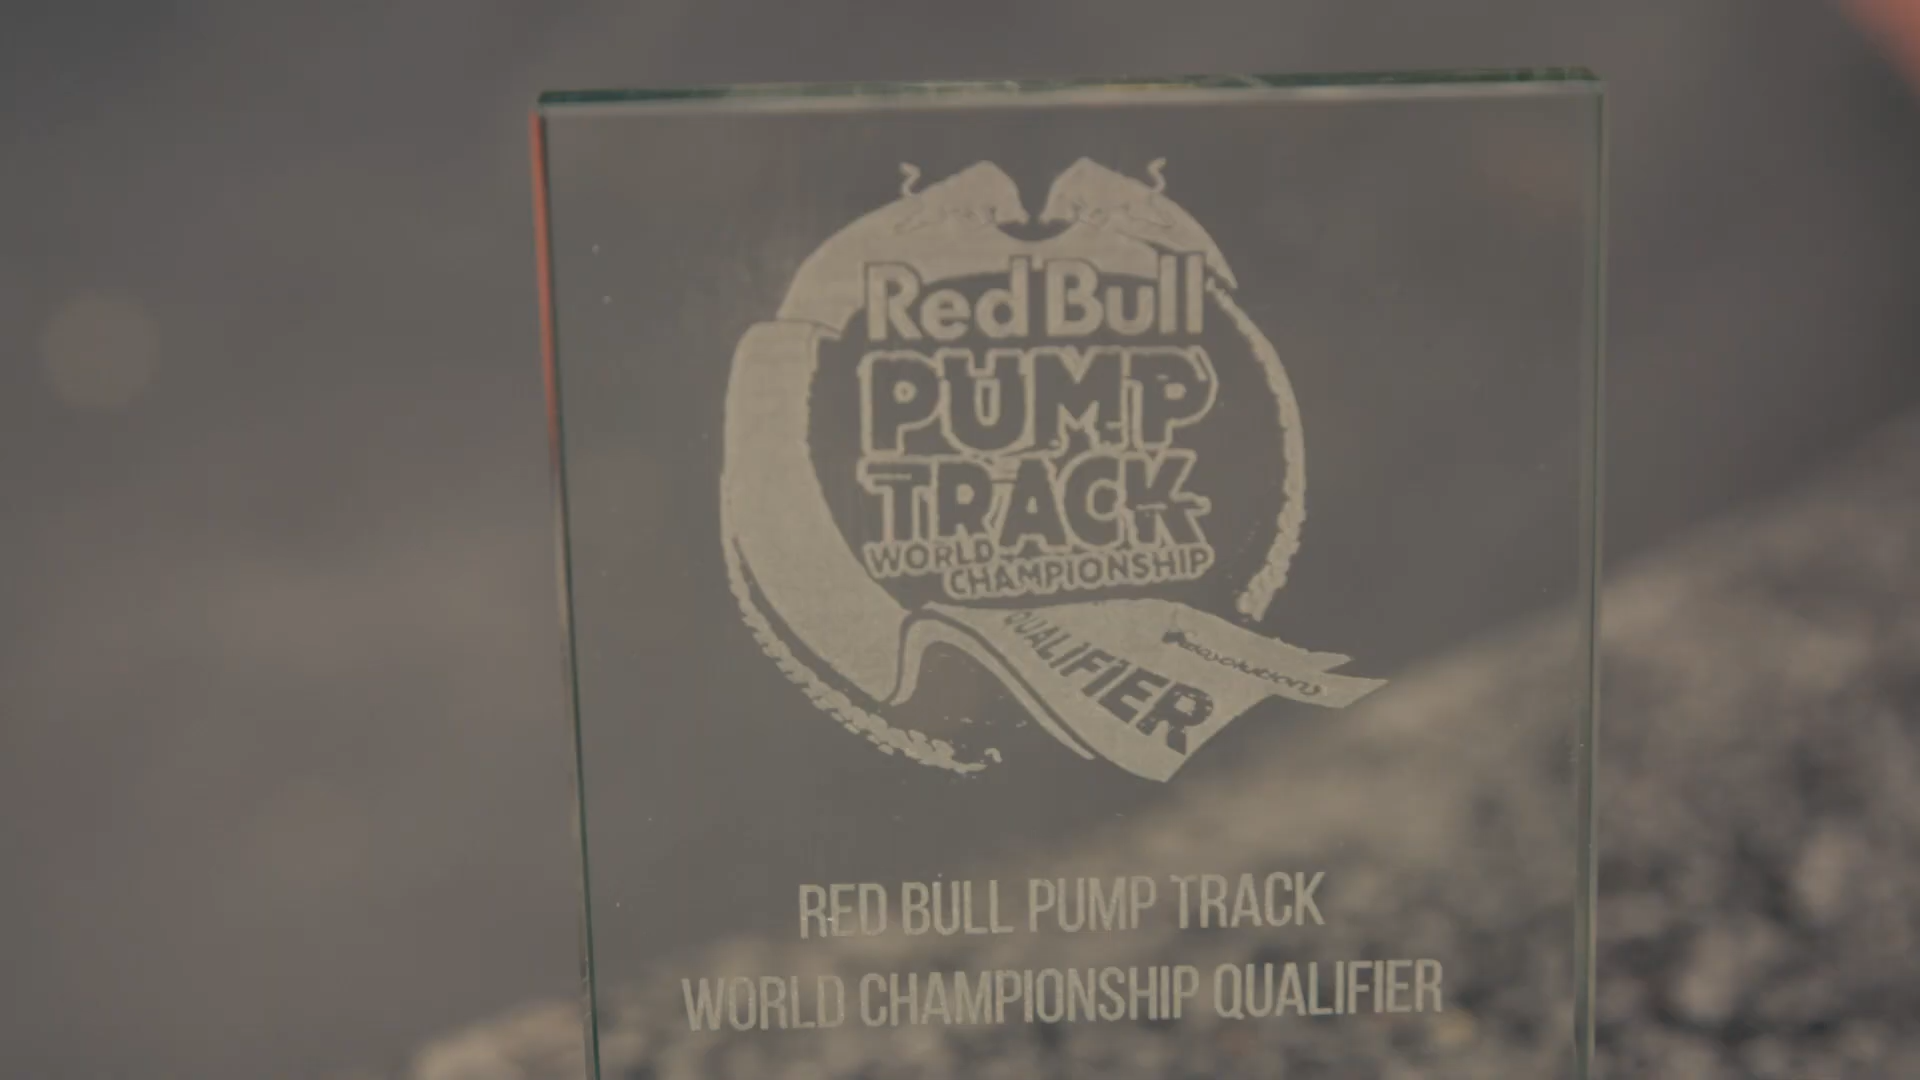 Red Bull
PUMP
TRACK
WORLD
CHAMPIONSHIP
QUALIFIER
RED BULL PUMP TRACK
WORLD CHAMPIONSHIP QUALIFIER